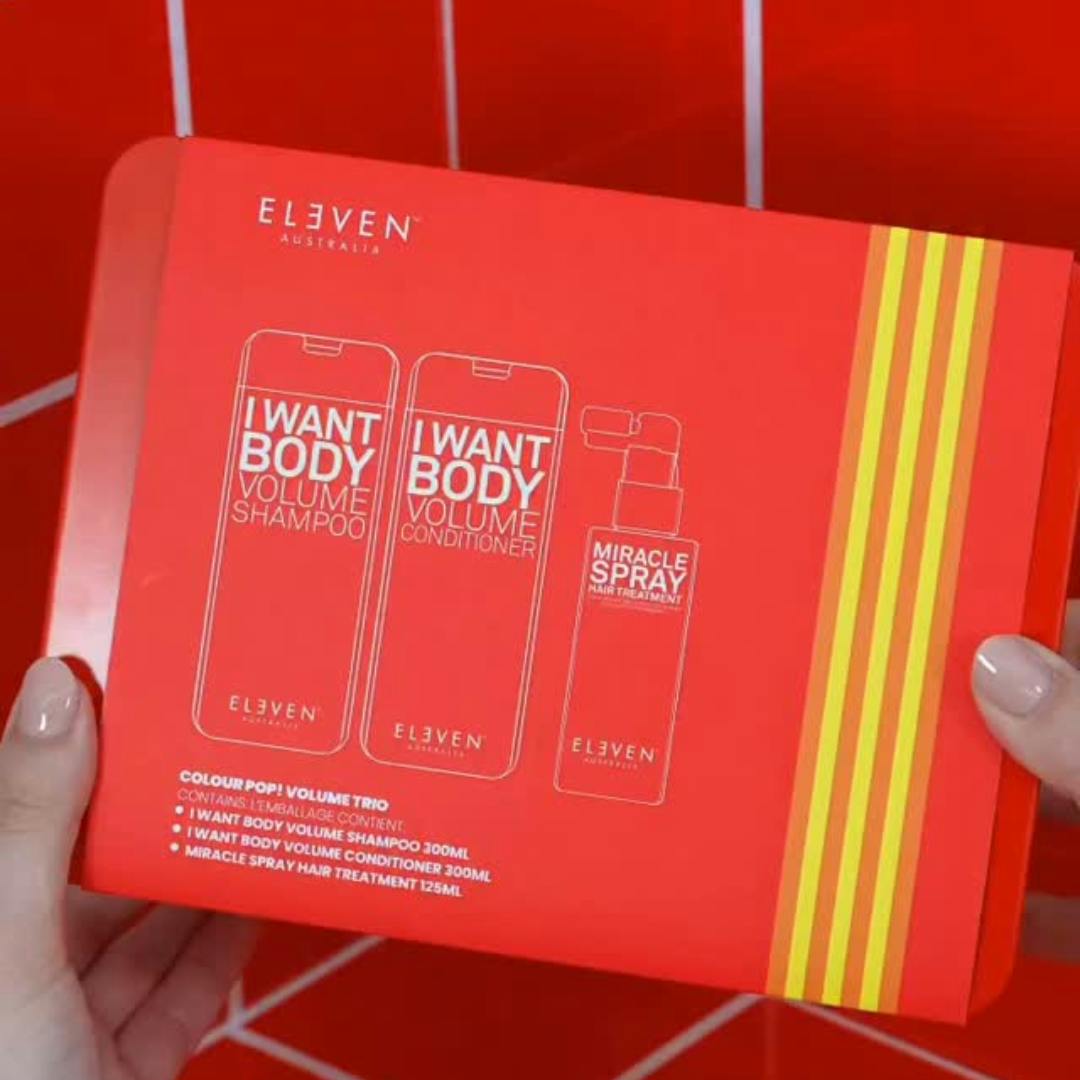 ELEVEN™
AUSTRALIA
I WANT
BODY
VOLUME
SHAMPOO
ELEVEN
AUSTRALIA
I WANT
BODY
VOLUME
CONDITIONER
ELEVEN
AUSTRALIA
MIRACLE
SPRAY
HAIR TREATMENT
ELEVEN
AUSTRALIA
COLOUR POP! VOLUME TRIO
CONTAINS: L'EMBALLAGE CONTIENT:
• I WANT BODY VOLUME SHAMPOO 300ML
• I WANT BODY VOLUME CONDITIONER 300ML
• MIRACLE SPRAY HAIR TREATMENT 125ML